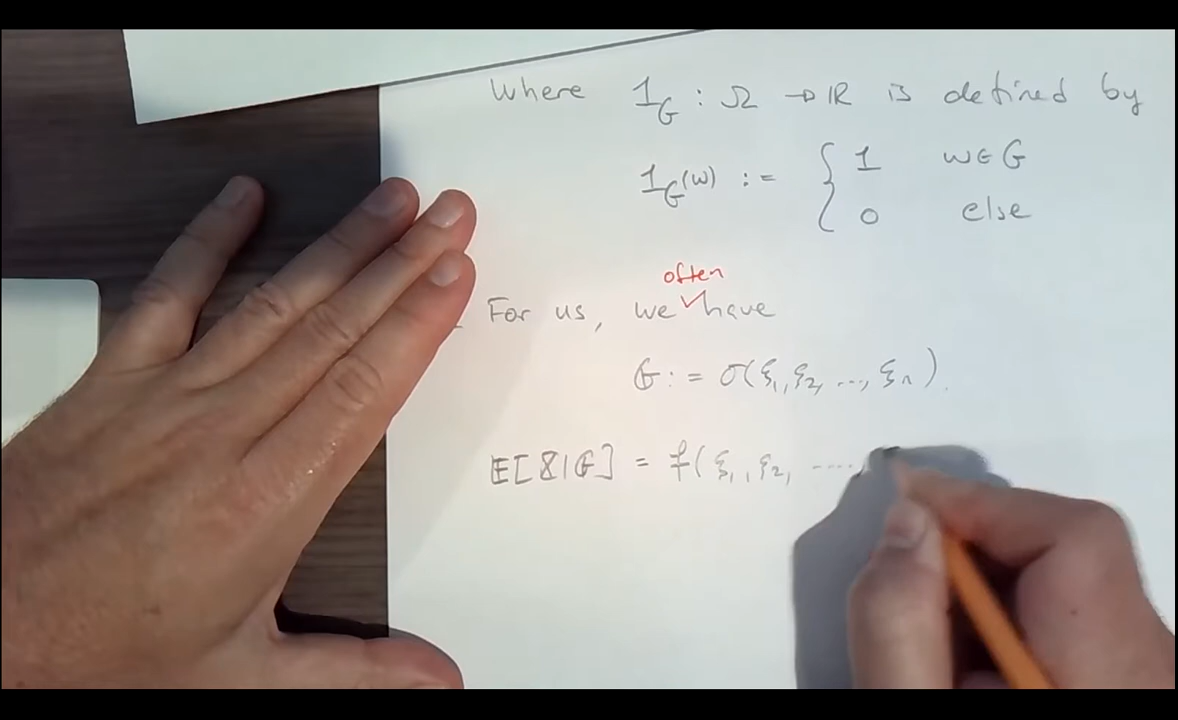 Where 1_G : Ω → ℝ is defined by
1_G(ω) := { 1 ω∈G
0 else
often
For us, we have
G := σ(ξ₁, ξ₂, ..., ξₙ).
E[X|G] = f(ξ₁, ξ₂, ....,